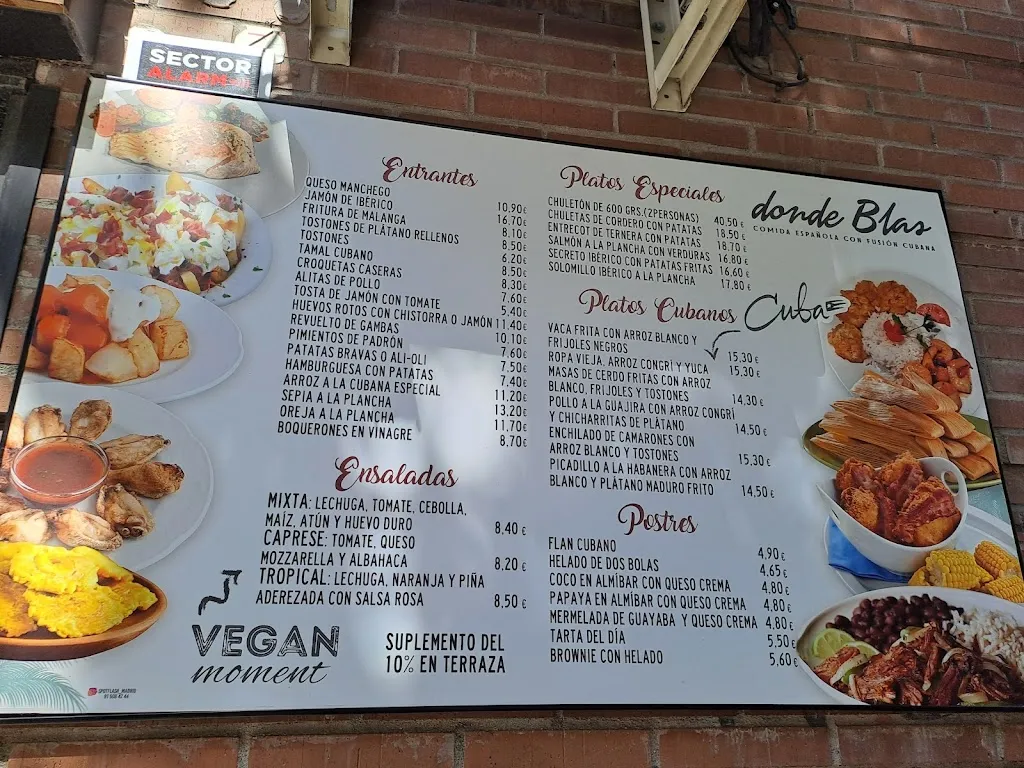 SECTOR
ALARM
donde Blas
COMIDA ESPAÑOLA CON FUSIÓN CUBANA
Entrantes
QUESO MANCHEGO 10,90€
JAMÓN DE IBÉRICO 16,70€
FRITURA DE MALANGA 8,10€
TOSTONES DE PLÁTANO RELLENOS 8,50€
TOSTONES 6,20€
TAMAL CUBANO 8,50€
CROQUETAS CASERAS 8,30€
ALITAS DE POLLO 7,60€
TOSTA DE JAMÓN CON TOMATE 5,40€
HUEVOS ROTOS CON CHISTORRA O JAMÓN 11,40€
REVUELTO DE GAMBAS 10,10€
PIMIENTOS DE PADRÓN 7,60€
PATATAS BRAVAS O ALI-OLI 7,50€
HAMBURGUESA CON PATATAS 7,40€
ARROZ A LA CUBANA ESPECIAL 11,20€
SEPIA A LA PLANCHA 13,20€
OREJA A LA PLANCHA 11,70€
BOQUERONES EN VINAGRE 8,70€
Ensaladas
MIXTA: LECHUGA, TOMATE, CEBOLLA,
MAÍZ, ATÚN Y HUEVO DURO 8,40€
CAPRESE: TOMATE, QUESO
MOZZARELLA Y ALBAHACA 8,20€
TROPICAL: LECHUGA, NARANJA Y PIÑA
ADEREZADA CON SALSA ROSA 8,50€
VEGAN
moment
SUPLEMENTO DEL
10% EN TERRAZA
Platos Especiales
CHULETÓN DE 600 GRS.(2PERSONAS) 40,50€
CHULETAS DE CORDERO CON PATATAS 18,50€
ENTRECOT DE TERNERA CON PATATAS 18,70€
SALMÓN A LA PLANCHA CON VERDURAS 16,80€
SECRETO IBÉRICO CON PATATAS FRITAS 16,60€
SOLOMILLO IBÉRICO A LA PLANCHA 17,80€
Platos Cubanos Cuba
VACA FRITA CON ARROZ BLANCO Y
FRIJOLES NEGROS 15,30€
ROPA VIEJA, ARROZ CONGRÍ Y YUCA 15,30€
MASAS DE CERDO FRITAS CON ARROZ
BLANCO, FRIJOLES Y TOSTONES 14,30€
POLLO A LA GUAJIRA CON ARROZ CONGRÍ
Y CHICHARRITAS DE PLÁTANO 14,50€
ENCHILADO DE CAMARONES CON
ARROZ BLANCO Y TOSTONES 15,30€
PICADILLO A LA HABANERA CON ARROZ
BLANCO Y PLÁTANO MADURO FRITO 14,50€
Postres
FLAN CUBANO 4,90€
HELADO DE DOS BOLAS 4,65€
COCO EN ALMÍBAR CON QUESO CREMA 4,80€
PAPAYA EN ALMÍBAR CON QUESO CREMA 4,80€
MERMELADA DE GUAYABA Y QUESO CREMA 4,80€
TARTA DEL DÍA 5,50€
BROWNIE CON HELADO 5,60€